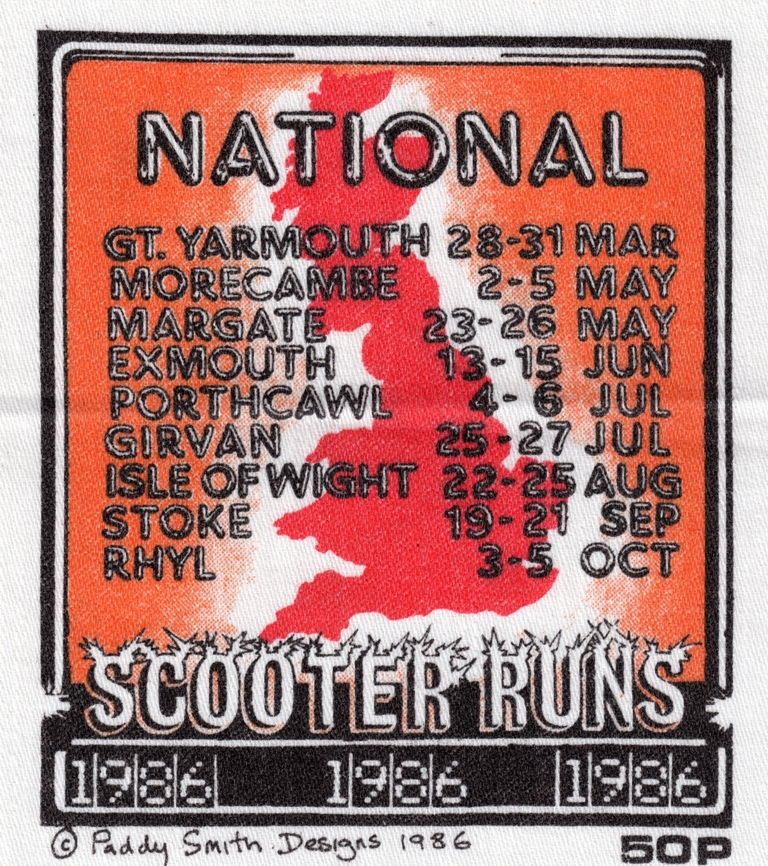 NATIONAL
GT. YARMOUTH 28-31 MAR
MORECAMBE 2-5 MAY
MARGATE 23-26 MAY
EXMOUTH 13-15 JUN
PORTHCAWL 4-6 JUL
GIRVAN 25-27 JUL
ISLE OF WIGHT 22-25 AUG
STOKE 19-21 SEP
RHYL 3-5 OCT
SCOOTER RUNS
1986 1986 1986
© Paddy Smith Designs 1986 50P